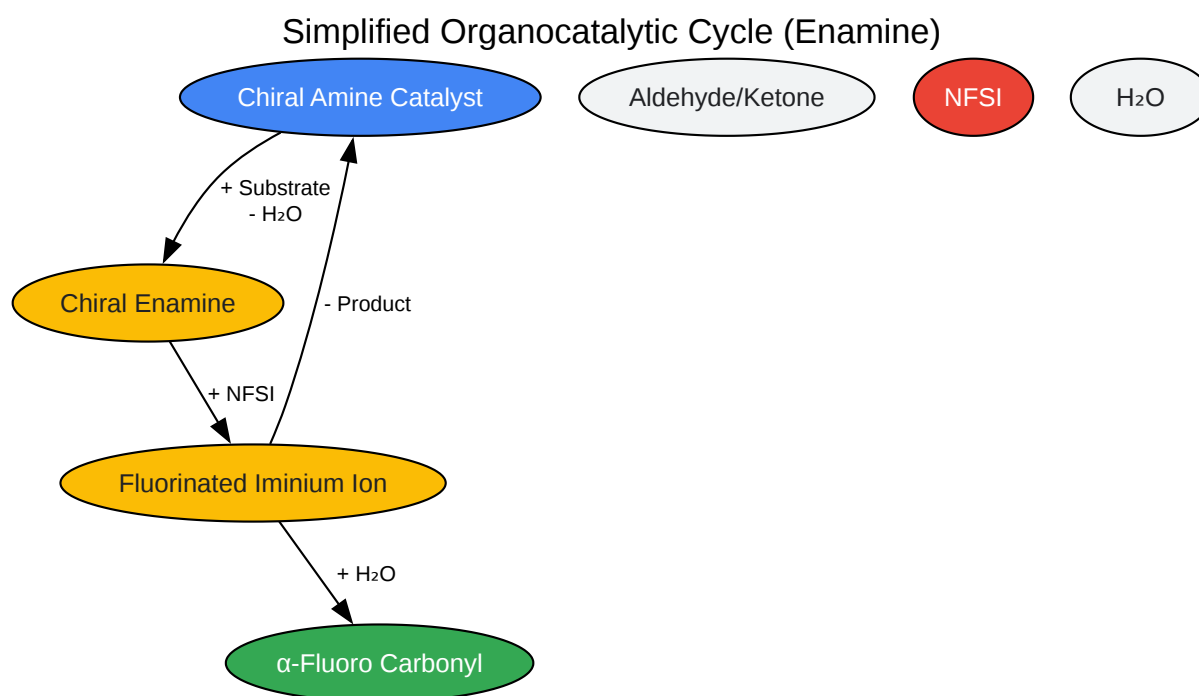 Simplified Organocatalytic Cycle (Enamine)
Chiral Amine Catalyst
Aldehyde/Ketone
NFSI
H₂O
+ Substrate
- H₂O
Chiral Enamine
- Product
+ NFSI
Fluorinated Iminium Ion
+ H₂O
α-Fluoro Carbonyl